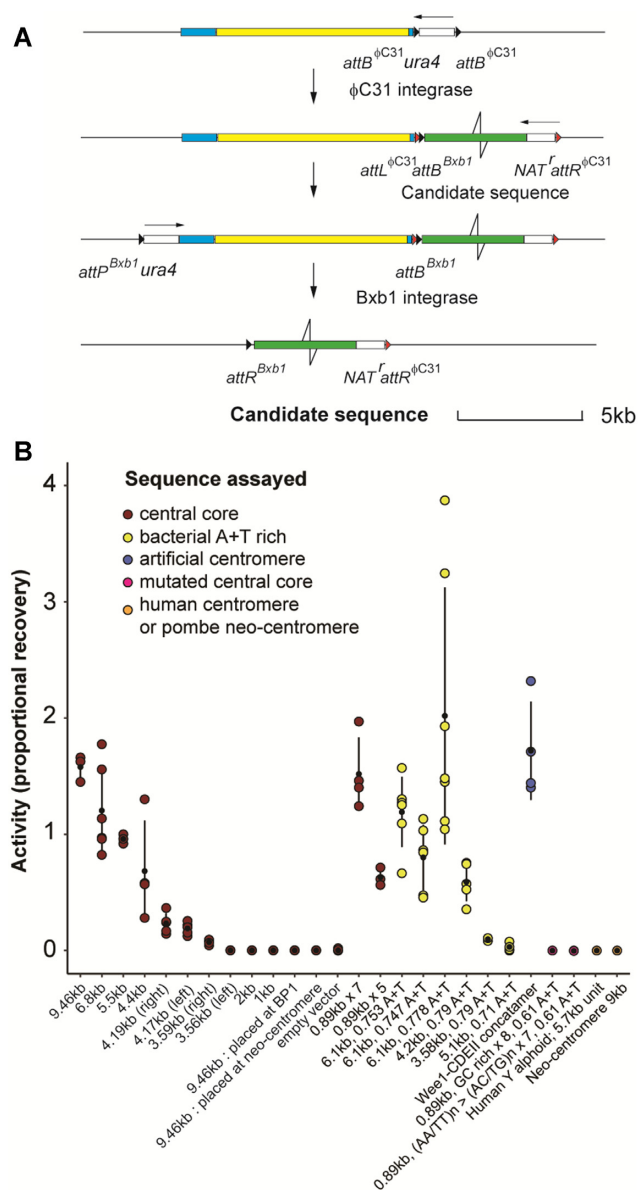 A
attB^ϕC31 ura4 attB^ϕC31
ϕC31 integrase
attL^ϕC31 attB^Bxb1 NAT^r attR^ϕC31
Candidate sequence
attP^Bxb1 ura4 attB^Bxb1
Bxb1 integrase
attR^Bxb1 NAT^r attR^ϕC31
Candidate sequence 5kb
B
Sequence assayed
central core
bacterial A+T rich
artificial centromere
mutated central core
human centromere
or pombe neo-centromere
Activity (proportional recovery)
4
3
2
1
0
9.46kb
6.8kb
5.5kb
4.4kb
4.19kb (right)
4.17kb (left)
3.59kb (right)
3.56kb (left)
2kb
1kb
9.46kb : placed at BP1
9.46kb : placed at neo-centromere
empty vector
0.89kb x 7
0.89kb x 5
6.1kb, 0.753 A+T
6.1kb, 0.747 A+T
6.1kb, 0.778 A+T
4.2kb, 0.79 A+T
3.58kb, 0.79 A+T
5.1kb, 0.71 A+T
Wee1-CDEII concatamer
0.89kb, GC rich x 8, 0.61 A+T
0.89kb, (AA/TT)n > (AC/TG)n x 7, 0.61 A+T
Human Y alphoid; 5.7kb unit
Neo-centromere 9kb